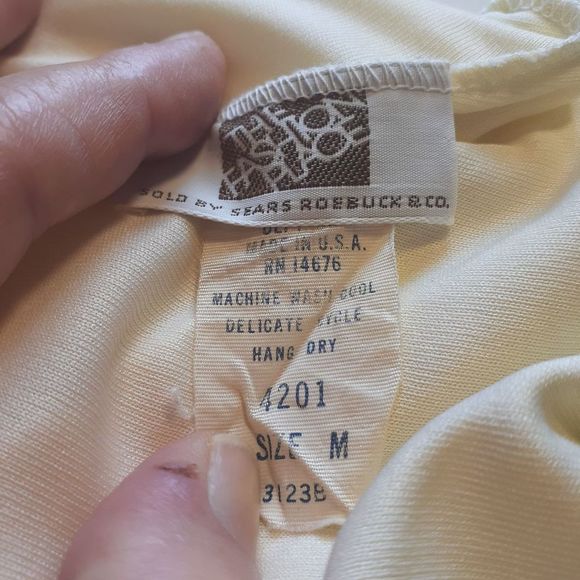 SOLD BY SEARS ROEBUCK & CO.
MADE IN U.S.A.
RN 14676
MACHINE WASH COOL
DELICATE CYCLE
HANG DRY
4201
SIZE M
3123B